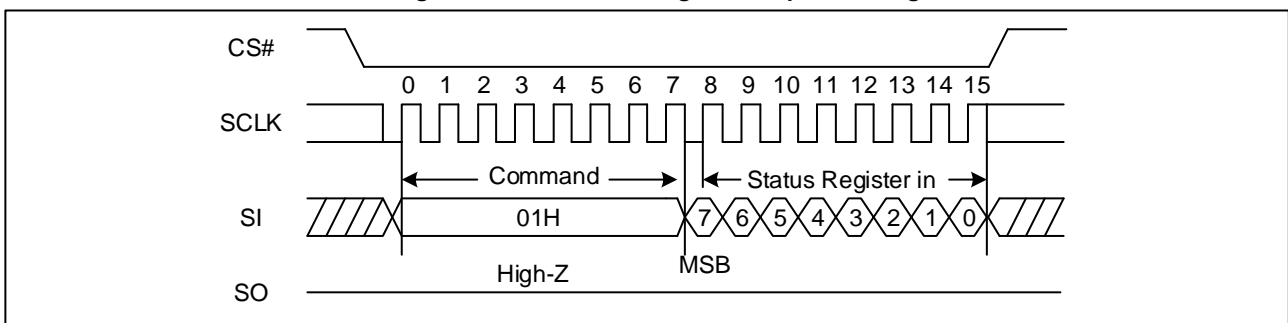 CS#
0 1 2 3 4 5 6 7 8 9 10 11 12 13 14 15
SCLK
Command Status Register in
SI 01H 7 6 5 4 3 2 1 0
MSB
High-Z
SO